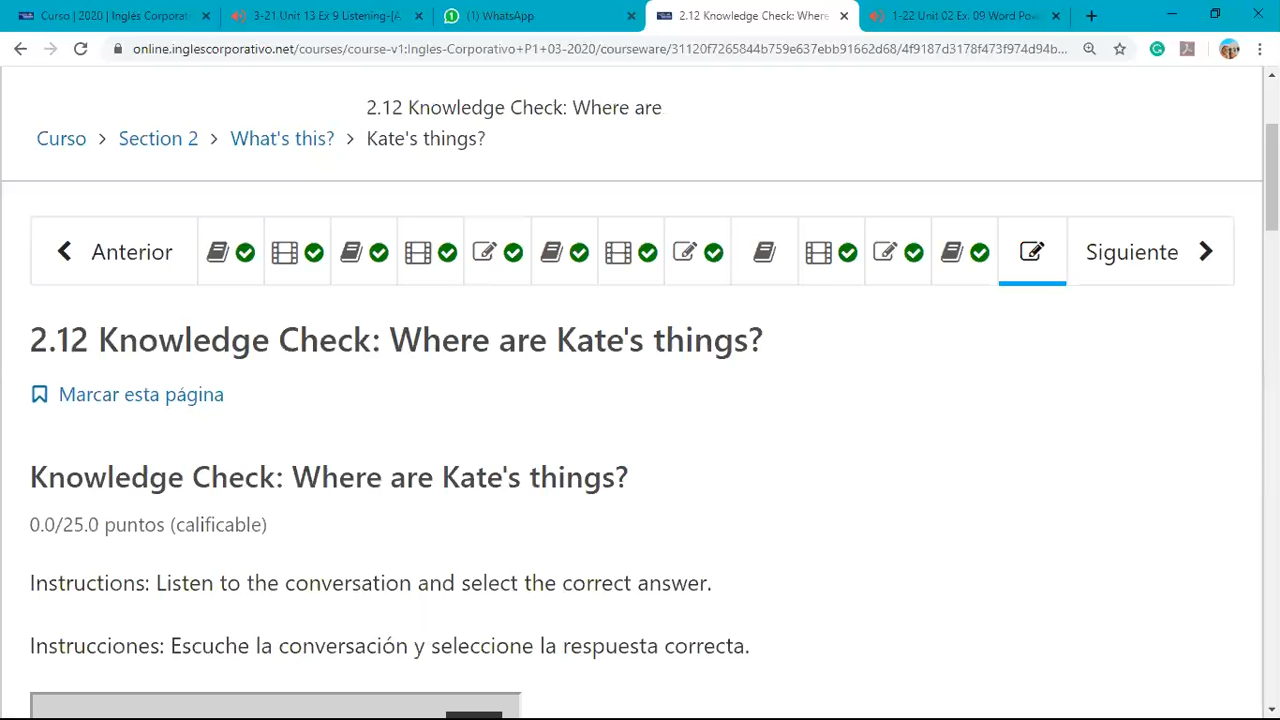 Curso | 2020 | Inglés Corporati
3-21 Unit 13 Ex 9 Listening-[A
(1) WhatsApp
2.12 Knowledge Check: Where
1-22 Unit 02 Ex. 09 Word Pow
online.inglescorporativo.net/courses/course-v1:Ingles-Corporativo+P1+03-2020/courseware/31120f7265844b759e637ebb91662d68/4f9187d3178f473f974d94b...
2.12 Knowledge Check: Where are
Curso > Section 2 > What's this? > Kate's things?
Anterior
Siguiente
2.12 Knowledge Check: Where are Kate's things?
Marcar esta página
Knowledge Check: Where are Kate's things?
0.0/25.0 puntos (calificable)
Instructions: Listen to the conversation and select the correct answer.
Instrucciones: Escuche la conversación y seleccione la respuesta correcta.